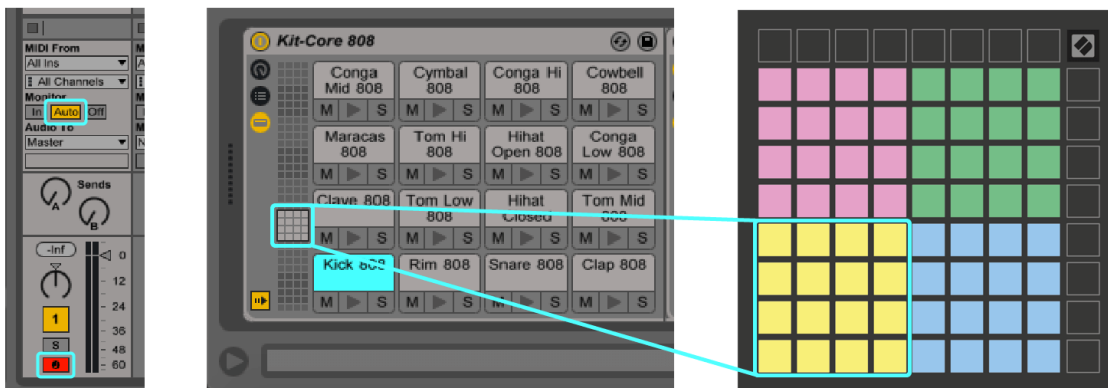 MIDI From
All Ins
All Channels
Monitor
In Auto Off
Audio To
Master
Sends
A
B
-Inf
0
12
24
1
36
S
48
60
Kit-Core 808
Conga Cymbal Conga Hi Cowbell
Mid 808 808 808 808
M S M S M S M S
Maracas Tom Hi Hihat Conga
808 808 Open 808 Low 808
M S M S M S M S
Clave 808 Tom Low Hihat Tom Mid
808 Closed 808
M S M S M S M S
Kick 808 Rim 808 Snare 808 Clap 808
M S M S M S M S